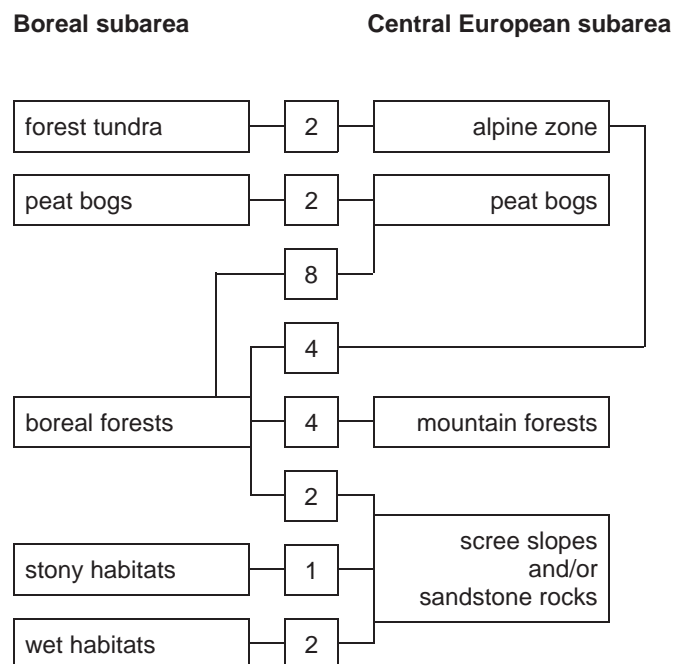 Boreal subarea Central European subarea
forest tundra 2 alpine zone
peat bogs 2 peat bogs
8
4
boreal forests 4 mountain forests
2
scree slopes
stony habitats 1 and/or
sandstone rocks
wet habitats 2